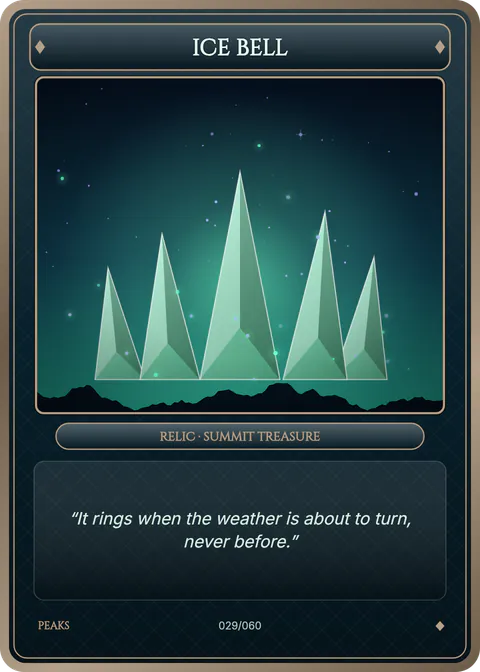 ICE BELL
RELIC · SUMMIT TREASURE
“It rings when the weather is about to turn,
never before.”
PEAKS
029/060